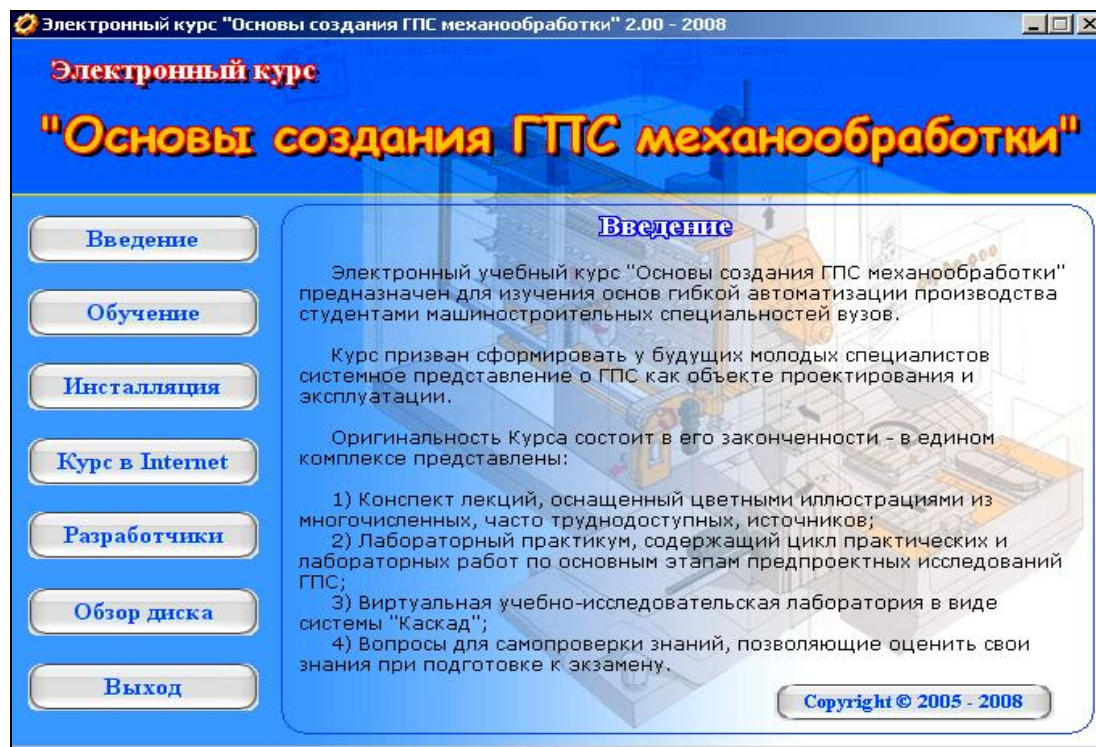 Электронный курс "Основы создания ГПС механообработки" 2.00 - 2008
Электронный курс
"Основы создания ГПС механообработки"
Введение
Обучение
Инсталляция
Курс в Internet
Разработчики
Обзор диска
Выход
Введение
Электронный учебный курс "Основы создания ГПС механообработки"
предназначен для изучения основ гибкой автоматизации производства
студентами машиностроительных специальностей вузов.
Курс призван сформировать у будущих молодых специалистов
системное представление о ГПС как объекте проектирования и
эксплуатации.
Оригинальность Курса состоит в его законченности - в едином
комплексе представлены:
1) Конспект лекций, оснащенный цветными иллюстрациями из
многочисленных, часто труднодоступных, источников;
2) Лабораторный практикум, содержащий цикл практических и
лабораторных работ по основным этапам предпроектных исследований
ГПС;
3) Виртуальная учебно-исследовательская лаборатория в виде
системы "Каскад";
4) Вопросы для самопроверки знаний, позволяющие оценить свои
знания при подготовке к экзамену.
Copyright © 2005 - 2008